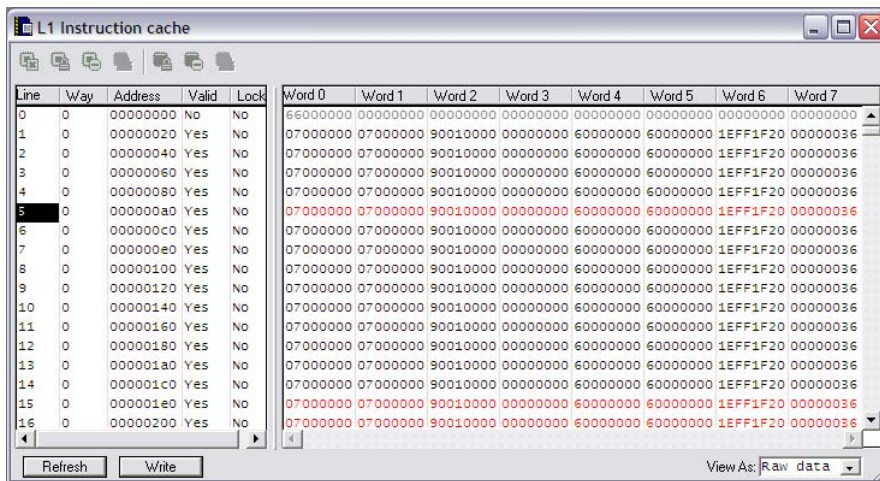 L1 Instruction cache
Line Way Address Valid Lock Word 0 Word 1 Word 2 Word 3 Word 4 Word 5 Word 6 Word 7
0 0 00000000 No No 66000000 00000000 00000000 00000000 00000000 00000000 00000000 00000000
1 0 00000020 Yes No 07000000 07000000 90010000 00000000 60000000 60000000 1EFF1F20 00000036
2 0 00000040 Yes No 07000000 07000000 90010000 00000000 60000000 60000000 1EFF1F20 00000036
3 0 00000060 Yes No 07000000 07000000 90010000 00000000 60000000 60000000 1EFF1F20 00000036
4 0 00000080 Yes No 07000000 07000000 90010000 00000000 60000000 60000000 1EFF1F20 00000036
5 0 000000a0 Yes No 07000000 07000000 90010000 00000000 60000000 60000000 1EFF1F20 00000036
6 0 000000c0 Yes No 07000000 07000000 90010000 00000000 60000000 60000000 1EFF1F20 00000036
7 0 000000e0 Yes No 07000000 07000000 90010000 00000000 60000000 60000000 1EFF1F20 00000036
8 0 00000100 Yes No 07000000 07000000 90010000 00000000 60000000 60000000 1EFF1F20 00000036
9 0 00000120 Yes No 07000000 07000000 90010000 00000000 60000000 60000000 1EFF1F20 00000036
10 0 00000140 Yes No 07000000 07000000 90010000 00000000 60000000 60000000 1EFF1F20 00000036
11 0 00000160 Yes No 07000000 07000000 90010000 00000000 60000000 60000000 1EFF1F20 00000036
12 0 00000180 Yes No 07000000 07000000 90010000 00000000 60000000 60000000 1EFF1F20 00000036
13 0 000001a0 Yes No 07000000 07000000 90010000 00000000 60000000 60000000 1EFF1F20 00000036
14 0 000001c0 Yes No 07000000 07000000 90010000 00000000 60000000 60000000 1EFF1F20 00000036
15 0 000001e0 Yes No 07000000 07000000 90010000 00000000 60000000 60000000 1EFF1F20 00000036
16 0 00000200 Yes No 07000000 07000000 90010000 00000000 60000000 60000000 1EFF1F20 00000036
Refresh Write View As: Raw data